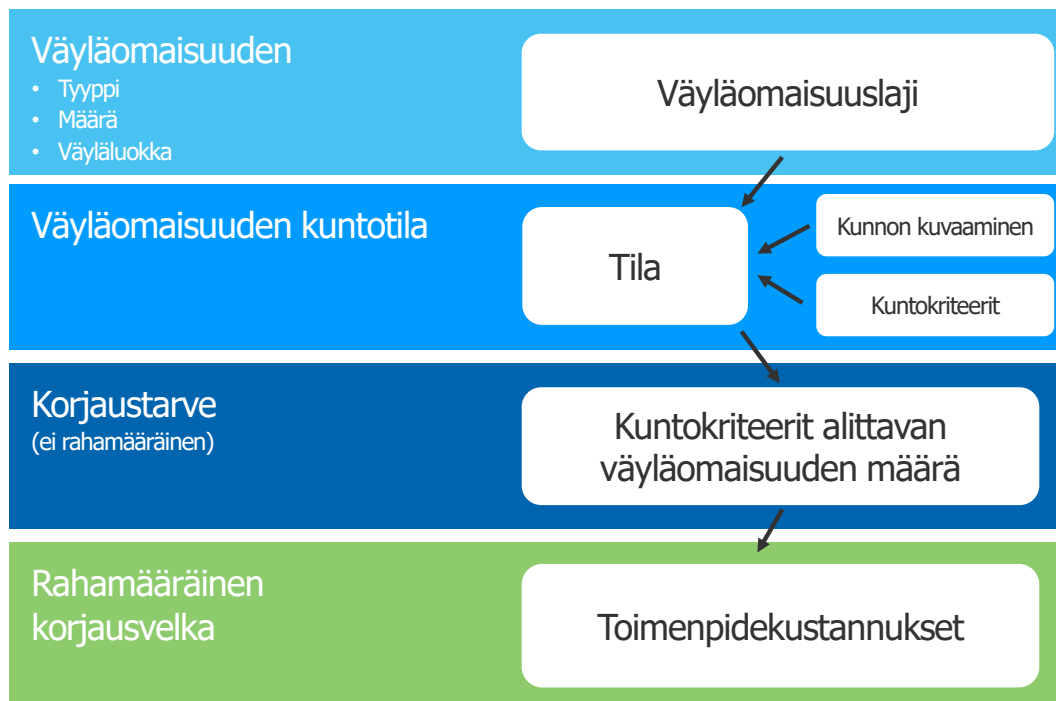 Väyläomaisuuden
• Tyyppi
• Määrä
• Väyläluokka
Väyläomaisuuslaji
Väyläomaisuuden kuntotila
Tila
Kunnon kuvaaminen
Kuntokriteerit
Korjaustarve
(ei rahamääräinen)
Kuntokriteerit alittavan
väyläomaisuuden määrä
Rahamääräinen
korjausvelka
Toimenpidekustannukset